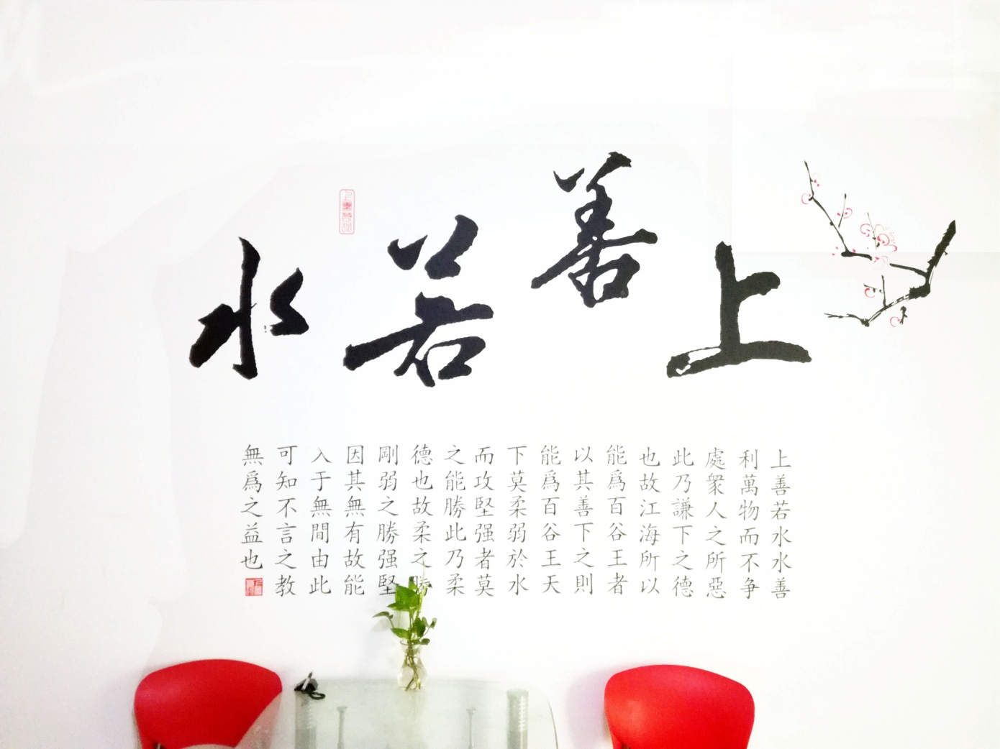 上善若水
上善若水水善
利萬物而不争
處衆人之所惡
此乃謙下之德
也故江海所以
能爲百谷王者
以其善下之則
能爲百谷王天
下莫柔弱於水
而攻堅强者莫
之能勝此乃柔
德也故柔之勝
剛弱之勝强堅
因其無有故能
入于無間由此
可知不言之教
無爲之益也